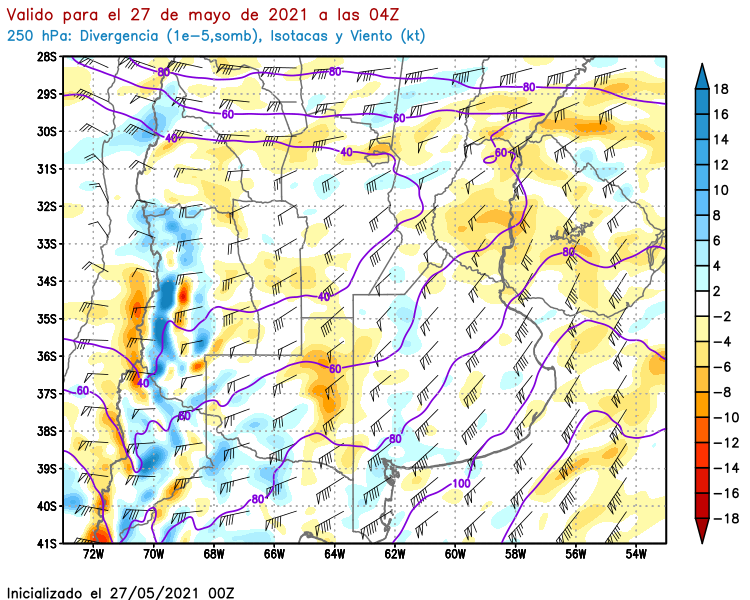 Valido para el 27 de mayo de 2021 a las 04Z
250 hPa: Divergencia (1e-5,somb), Isotacas y Viento (kt)
28S
29S
30S
31S
32S
33S
34S
35S
36S
37S
38S
39S
40S
41S
72W 70W 68W 66W 64W 62W 60W 58W 56W 54W
80 80 80
60 60
40 40 60
80
40
60
40
60 60
80
80
100
18
16
14
12
10
8
6
4
2
-2
-4
-6
-8
-10
-12
-14
-16
-18
Inicializado el 27/05/2021 00Z